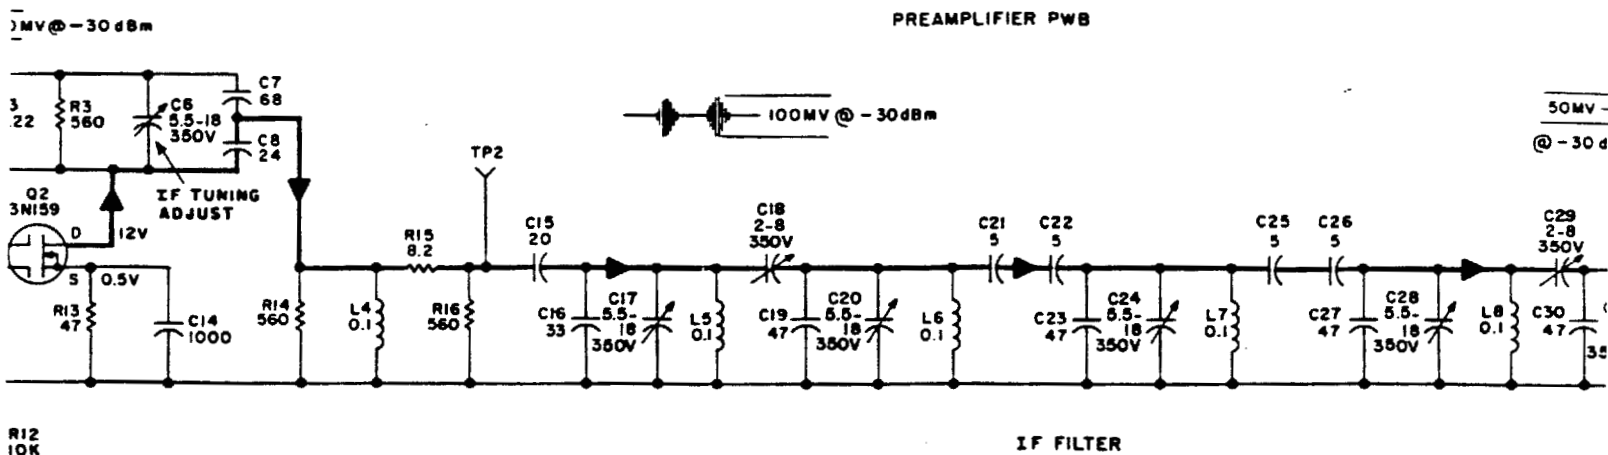 MV@-30dBm
PREAMPLIFIER PWB
C7
68
R3
560
C6
5.5-18
350V
.22
C8
24
100MV @ -30dBm
50MV
@ -30 d
TP2
IF TUNING
ADJUST
Q2
3N159
D
12V
S
0.5V
R13
47
C14
1000
R14
560
L4
0.1
R15
8.2
R16
560
C15
20
C16
33
C17
5.5-
18
350V
L5
0.1
C18
2-8
350V
C19
47
C20
5.5-
18
350V
L6
0.1
C21
5
C22
5
C23
47
C24
5.5-
18
350V
L7
0.1
C25
5
C26
5
C27
47
C28
5.5-
18
350V
L8
0.1
C29
2-8
350V
C30
47
R12
10K
IF FILTER